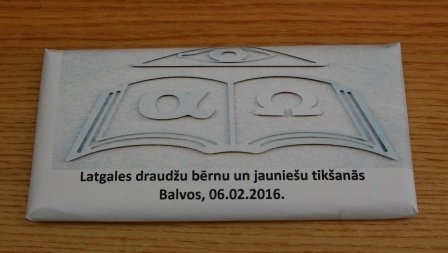 α Ω
Latgales draudžu bērnu un jauniešu tikšanās
Balvos, 06.02.2016.